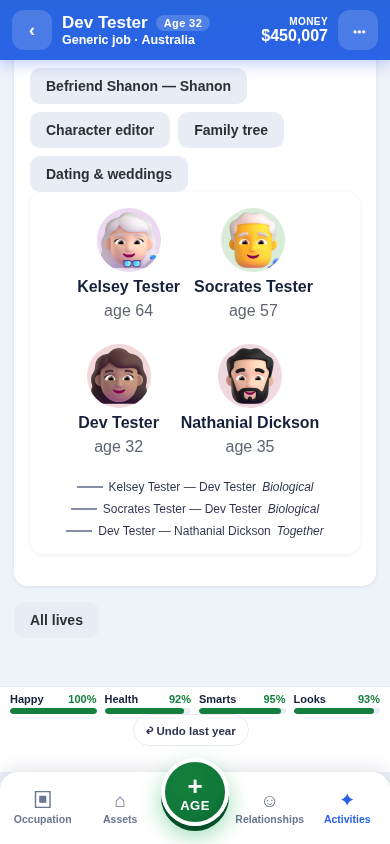 ‹
Dev Tester Age 32
Generic job · Australia
MONEY
$450,007
•••
Befriend Shanon — Shanon
Character editor
Family tree
Dating & weddings
Kelsey Tester
age 64
Socrates Tester
age 57
Dev Tester
age 32
Nathanial Dickson
age 35
Kelsey Tester — Dev Tester Biological
Socrates Tester — Dev Tester Biological
Dev Tester — Nathanial Dickson Together
All lives
Happy 100%
Health 92%
Smarts 95%
Looks 93%
Undo last year
Occupation
Assets
+
AGE
Relationships
Activities